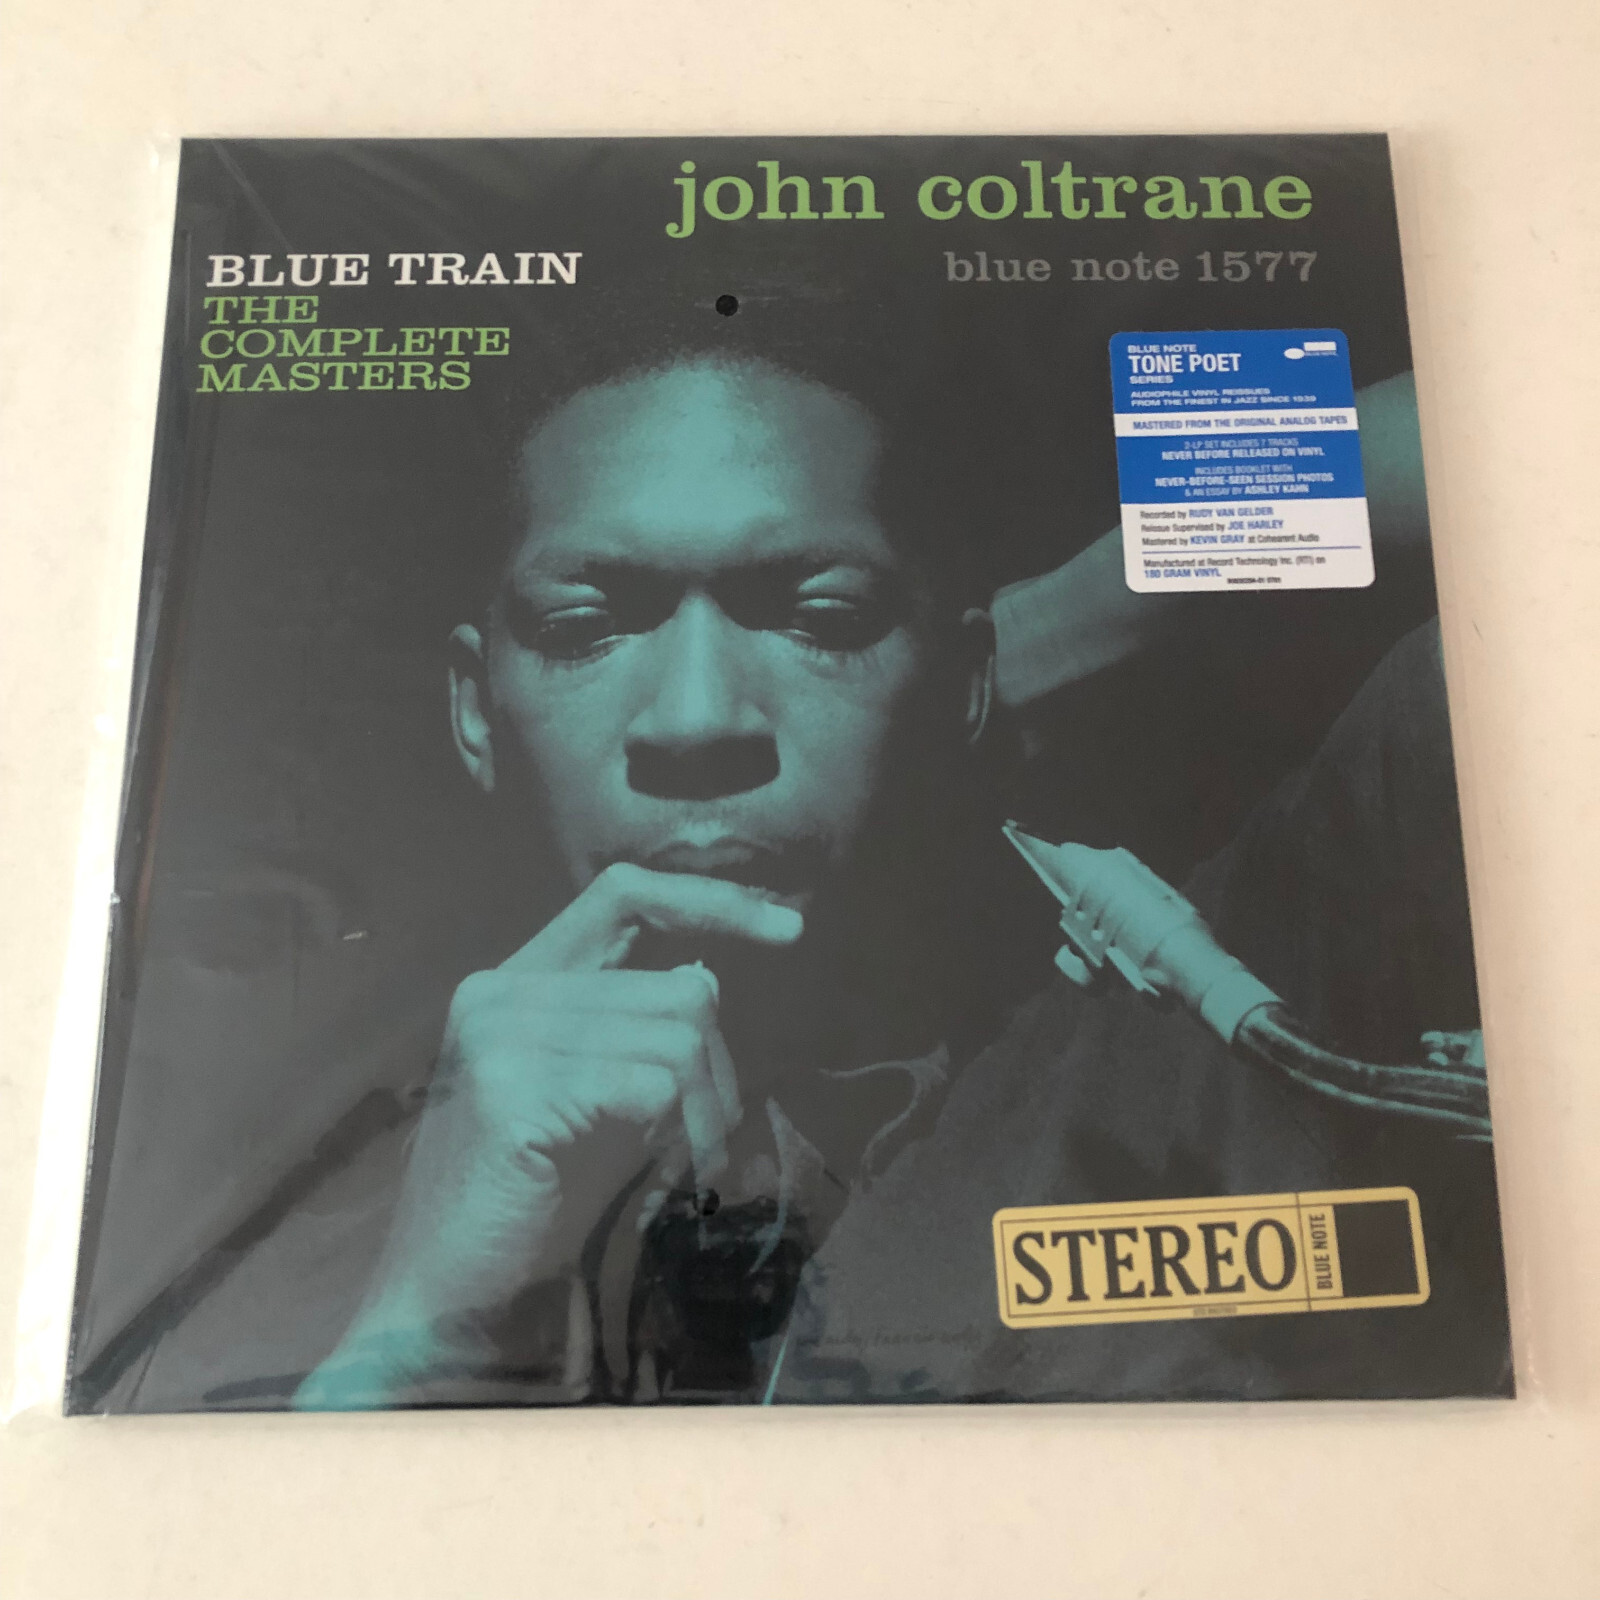 john coltrane
blue note 1577
BLUE TRAIN
THE
COMPLETE
MASTERS
BLUE NOTE
TONE POET
SERIES
BLUE NOTE
AUDIOPHILE VINYL REISSUES
FROM THE FINEST IN JAZZ SINCE 1939
MASTERED FROM THE ORIGINAL ANALOG TAPES
2-LP SET INCLUDES 7 TRACKS
NEVER BEFORE RELEASED ON VINYL
INCLUDES BOOKLET WITH
NEVER-BEFORE-SEEN SESSION PHOTOS
& AN ESSAY BY ASHLEY KAHN
Recorded by RUDY VAN GELDER
Reissue Supervised by JOE HARLEY
Mastered by KEVIN GRAY at Cohearent Audio
Manufactured at Record Technology Inc. (RTI) on
180 GRAM VINYL
STEREO
BLUE NOTE